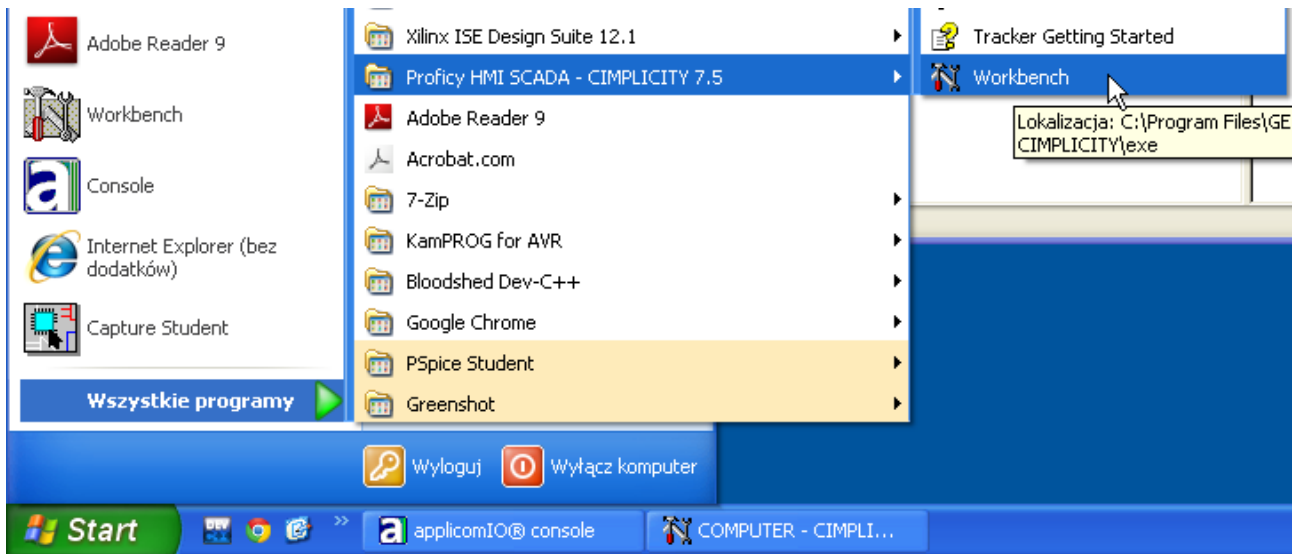 Adobe Reader 9
Workbench
Console
Internet Explorer (bez
dodatków)
Capture Student
Wszystkie programy
Xilinx ISE Design Suite 12.1
Proficy HMI SCADA - CIMPLICITY 7.5
Adobe Reader 9
Acrobat.com
7-Zip
KamPROG for AVR
Bloodshed Dev-C++
Google Chrome
PSpice Student
Greenshot
Tracker Getting Started
Workbench
Lokalizacja: C:\Program Files\GE
CIMPLICITY\exe
Wyloguj
Wyłącz komputer
Start
DEV
applicomIO® console
COMPUTER - CIMPLI...